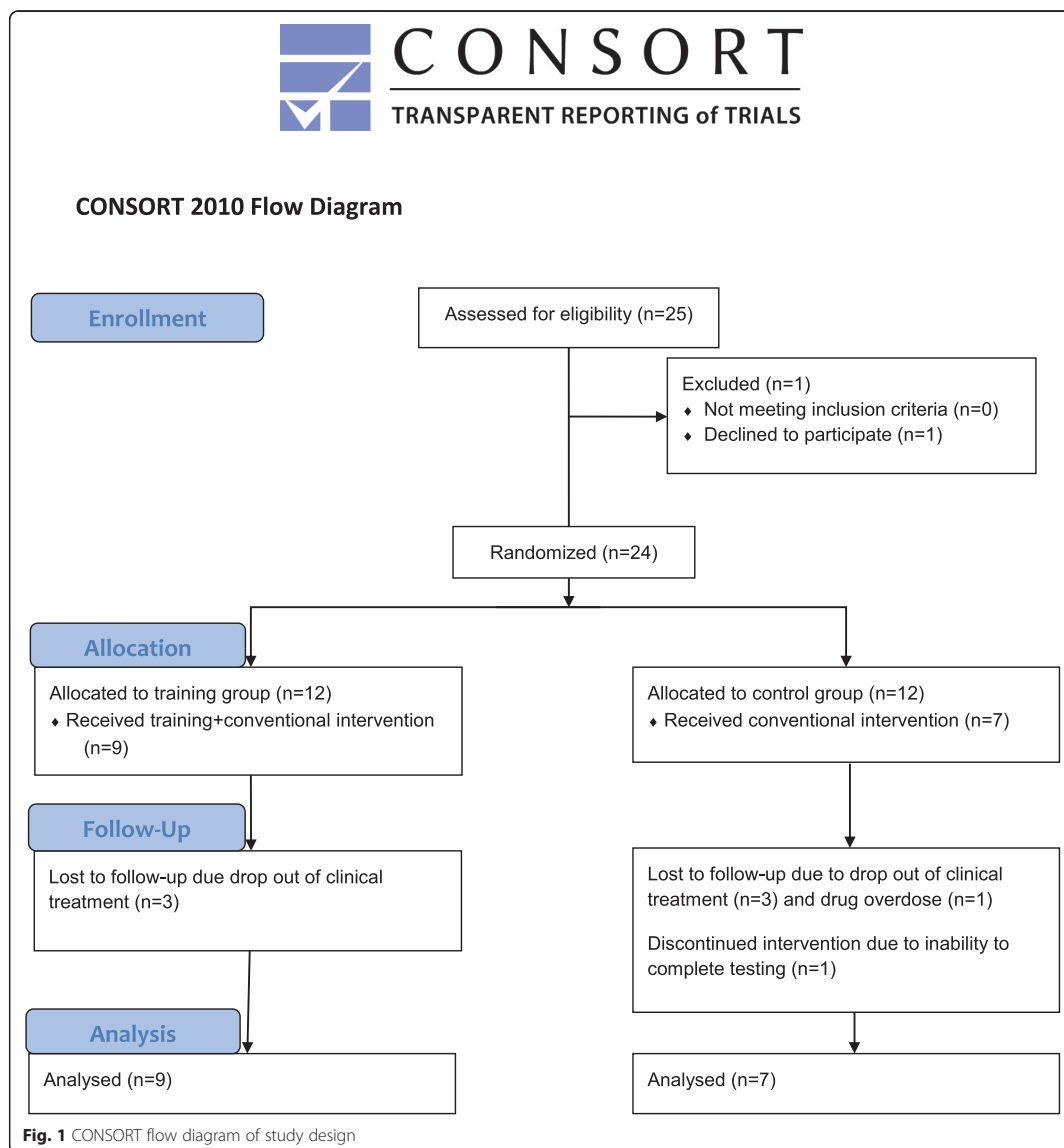 CONSORT
TRANSPARENT REPORTING of TRIALS
CONSORT 2010 Flow Diagram
Enrollment
Assessed for eligibility (n=25)
Excluded (n=1)
♦ Not meeting inclusion criteria (n=0)
♦ Declined to participate (n=1)
Randomized (n=24)
Allocation
Allocated to training group (n=12)
♦ Received training+conventional intervention
(n=9)
Allocated to control group (n=12)
♦ Received conventional intervention (n=7)
Follow-Up
Lost to follow-up due drop out of clinical
treatment (n=3)
Lost to follow-up due to drop out of clinical
treatment (n=3) and drug overdose (n=1)
Discontinued intervention due to inability to
complete testing (n=1)
Analysis
Analysed (n=9)
Analysed (n=7)
Fig. 1 CONSORT flow diagram of study design